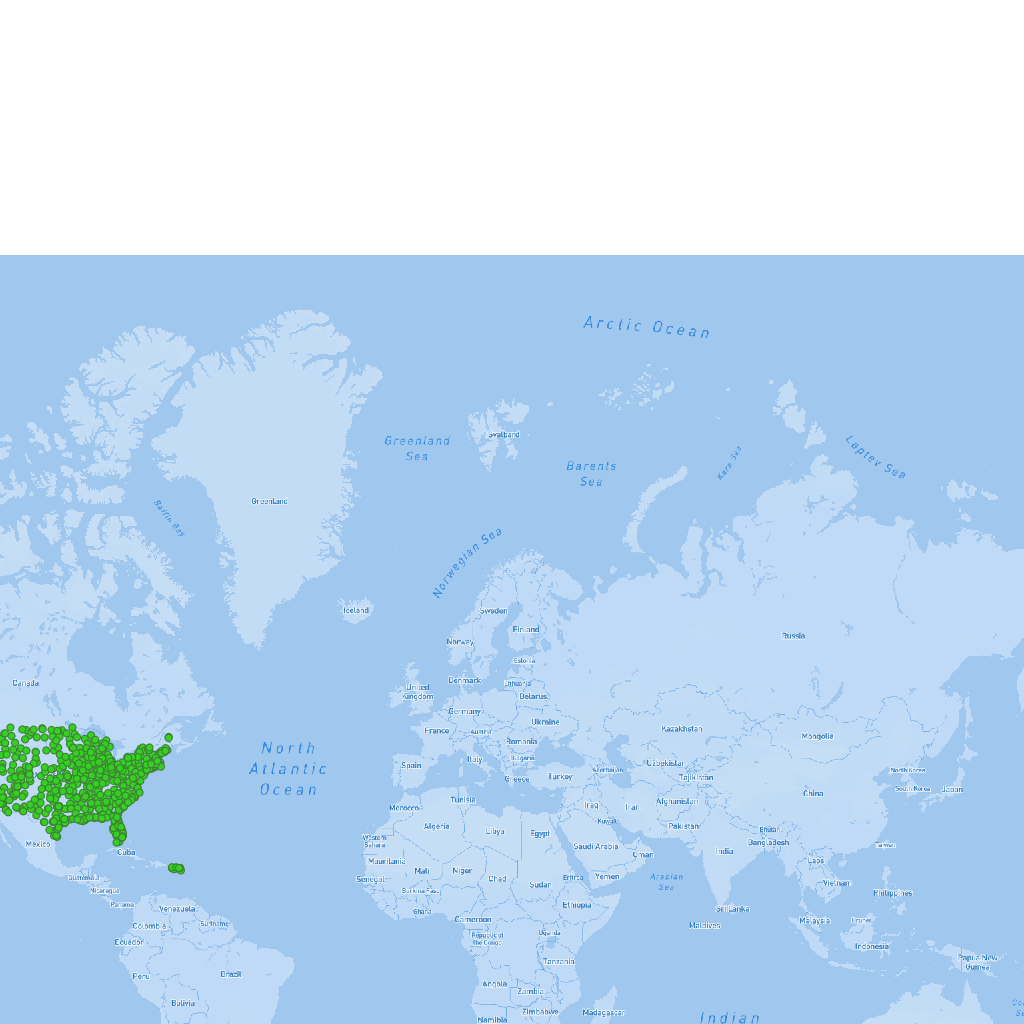 Arctic Ocean
Greenland
Sea
Svalbard
Laptev Sea
Kara Sea
Barents
Sea
Baffin Bay
Greenland
Norwegian Sea
Iceland
Sweden
Finland
Norway
Russia
Estonia
Canada
Denmark
Lithuania
United
Kingdom
Belarus
Germany
Ukraine
North
Atlantic
Ocean
France
Austria
Kazakhstan
Mongolia
Romania
Italy
Bulgaria
Spain
Uzbekistan
Azerbaijan
North Korea
Greece
Turkey
Tajikistan
South Korea
Japan
China
Tunisia
Morocco
Iraq
Iran
Afghanistan
Kuwait
Algeria
Libya
Egypt
Pakistan
Bhutan
Western
Sahara
Mexico
Saudi Arabia
Bangladesh
Taiwan
Cuba
Oman
India
Mauritania
Laos
Mali
Niger
Guatemala
Senegal
Chad
Eritrea
Yemen
Arabian
Sea
Sudan
Vietnam
Nicaragua
Burkina Faso
Philippines
Panama
Venezuela
Ghana
Ethiopia
Sri Lanka
Colombia
Suriname
Cameroon
Maldives
Malaysia
Brunei
Uganda
Republic of
The Congo
Ecuador
Indonesia
Tanzania
Papua New
Guinea
Peru
Brazil
Angola
Zambia
Bolivia
Zimbabwe
Madagascar
Namibia
Indian